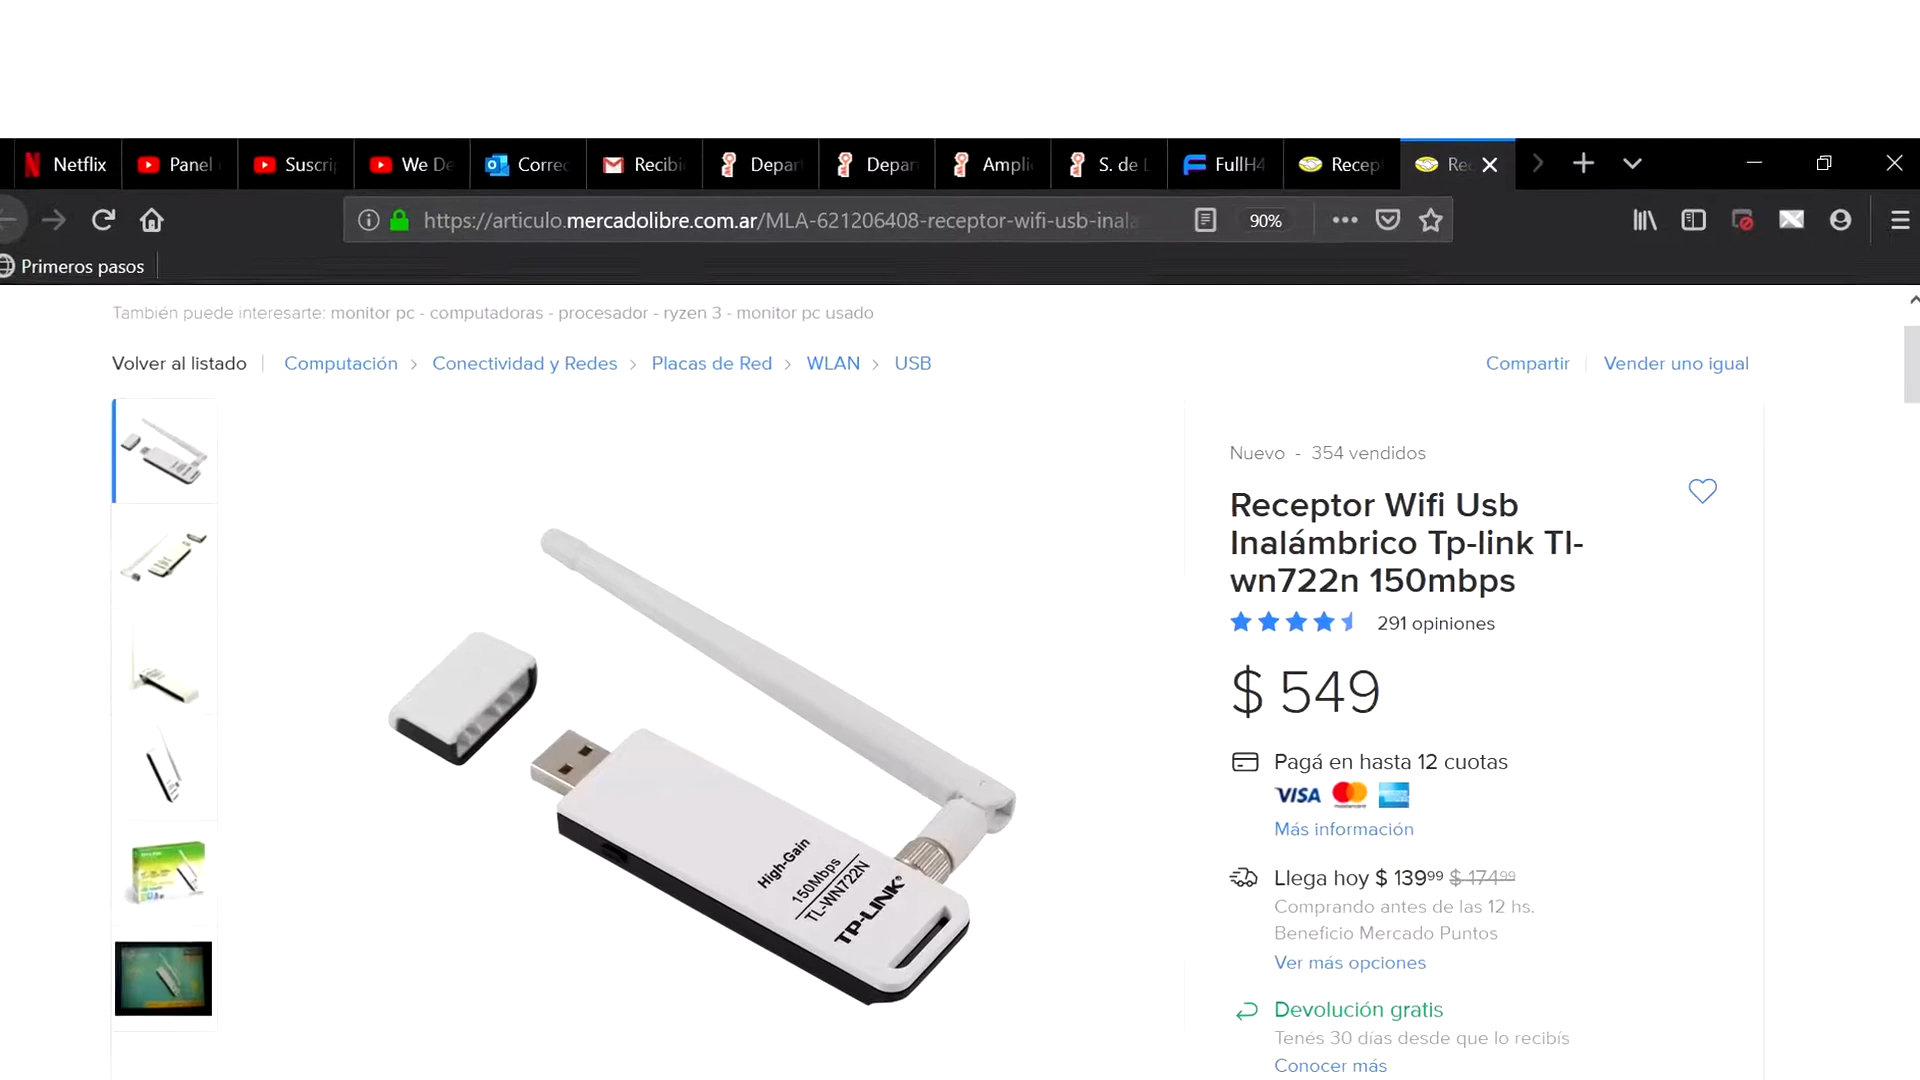 Netflix
Panel
Suscri
We De
Correc
Recibi
Depar
Depar
Ampli
S. de
FullH4
Recep
Rec
https://articulo.mercadolibre.com.ar/MLA-621206408-receptor-wifi-usb-inala
90%
Primeros pasos
También puede interesarte: monitor pc - computadoras - procesador - ryzen 3 - monitor pc usado
Volver al listado | Computación > Conectividad y Redes > Placas de Red > WLAN > USB
Compartir | Vender uno igual
Nuevo - 354 vendidos
Receptor Wifi Usb
Inalámbrico Tp-link Tl-
wn722n 150mbps
291 opiniones
$ 549
Pagá en hasta 12 cuotas
VISA mastercard
Más información
Llega hoy $ 139⁹⁹ $ 174⁹⁹
Comprando antes de las 12 hs.
Beneficio Mercado Puntos
Ver más opciones
Devolución gratis
Tenés 30 días desde que lo recibís
Conocer más
High-Gain
150Mbps
TL-WN722N
TP-LINK®